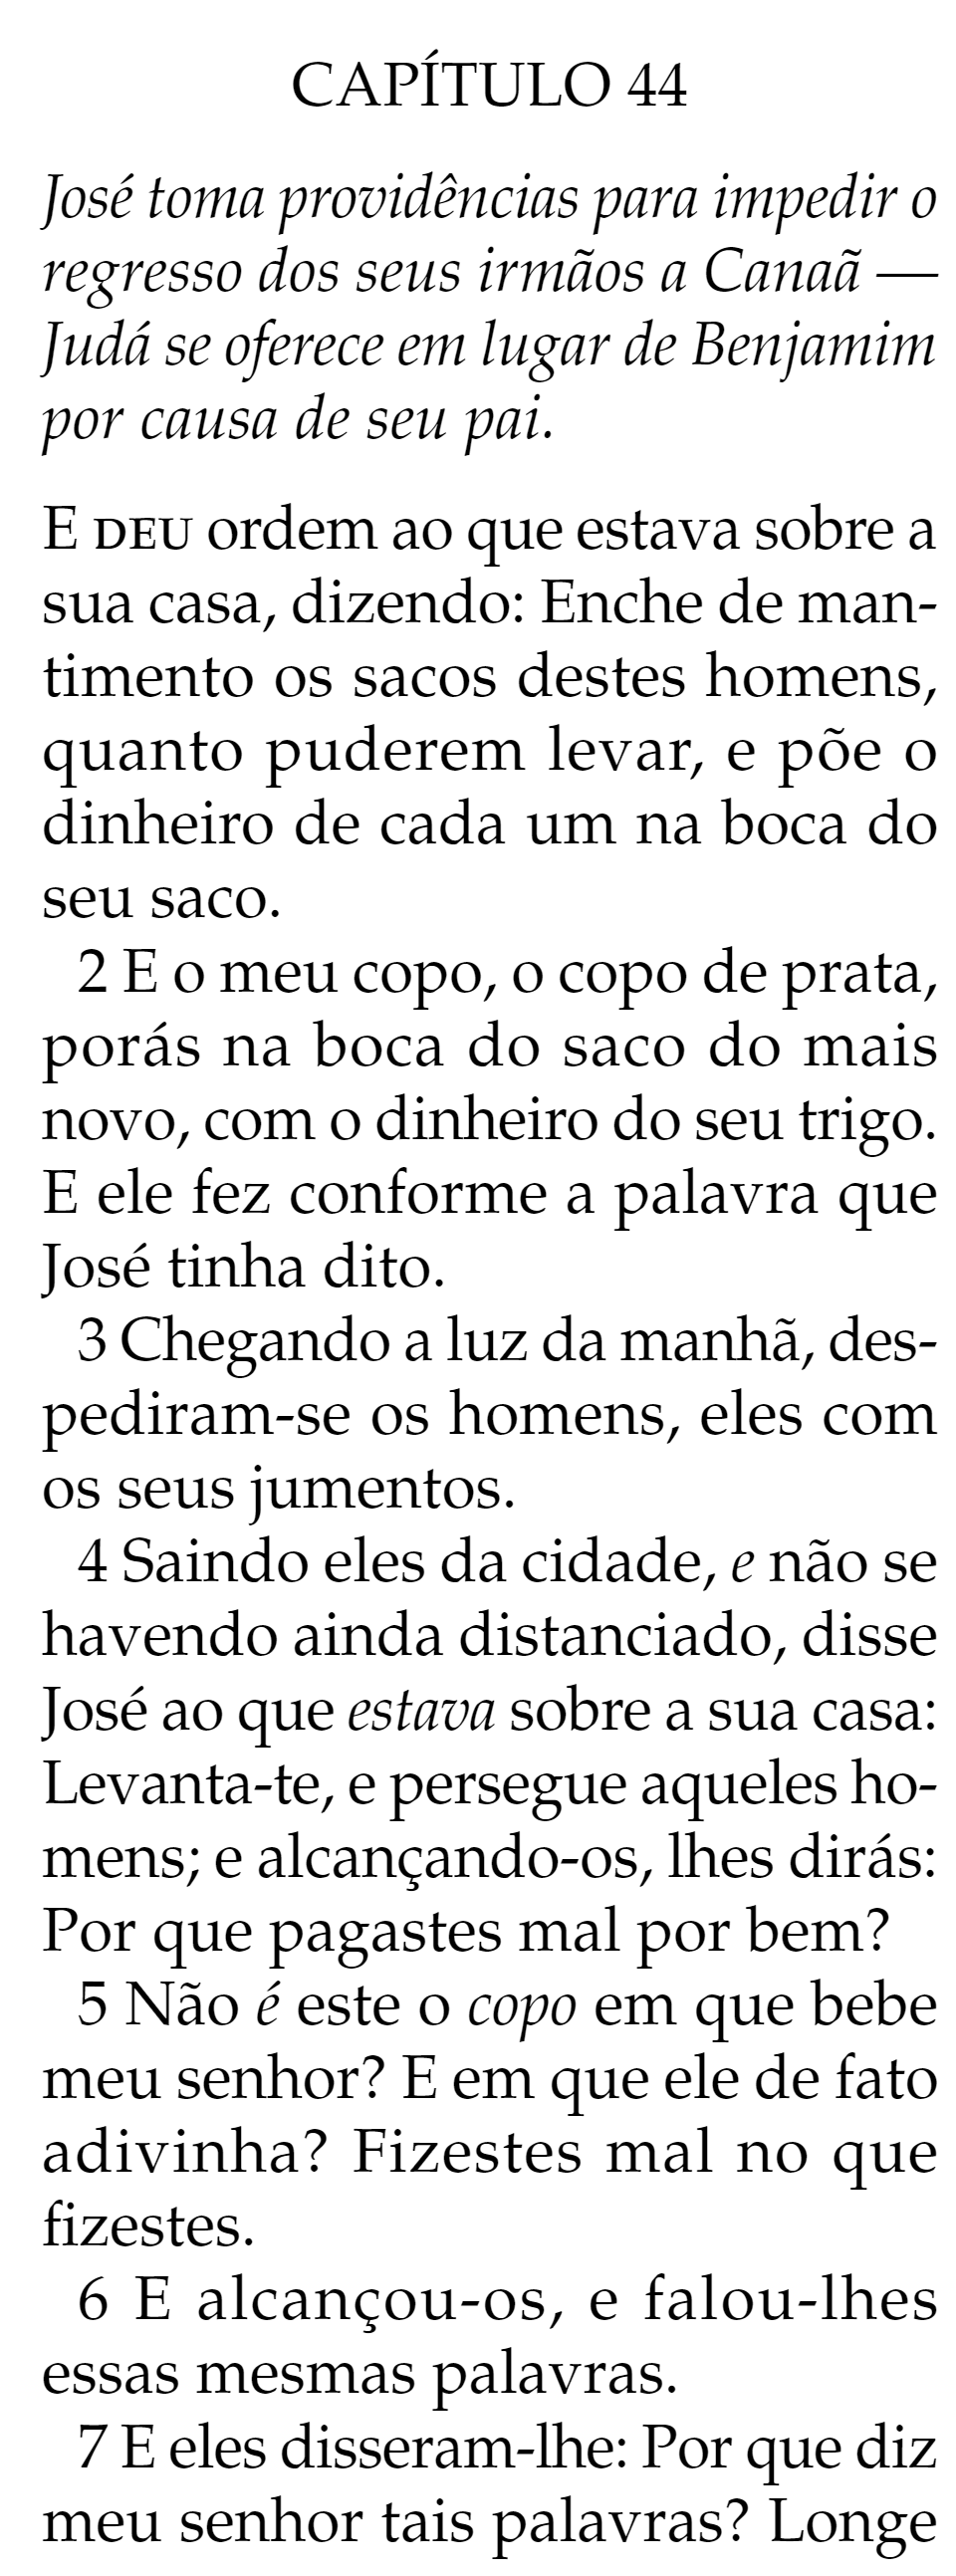 CAPÍTULO 44
José toma providências para impedir o
regresso dos seus irmãos a Canaã —
Judá se oferece em lugar de Benjamim
por causa de seu pai.
E DEU ordem ao que estava sobre a
sua casa, dizendo: Enche de man-
timento os sacos destes homens,
quanto puderem levar, e põe o
dinheiro de cada um na boca do
seu saco.
2 E o meu copo, o copo de prata,
porás na boca do saco do mais
novo, com o dinheiro do seu trigo.
E ele fez conforme a palavra que
José tinha dito.
3 Chegando a luz da manhã, des-
pediram-se os homens, eles com
os seus jumentos.
4 Saindo eles da cidade, e não se
havendo ainda distanciado, disse
José ao que estava sobre a sua casa:
Levanta-te, e persegue aqueles ho-
mens; e alcançando-os, lhes dirás:
Por que pagastes mal por bem?
5 Não é este o copo em que bebe
meu senhor? E em que ele de fato
adivinha? Fizestes mal no que
fizestes.
6 E alcançou-os, e falou-lhes
essas mesmas palavras.
7 E eles disseram-lhe: Por que diz
meu senhor tais palavras? Longe